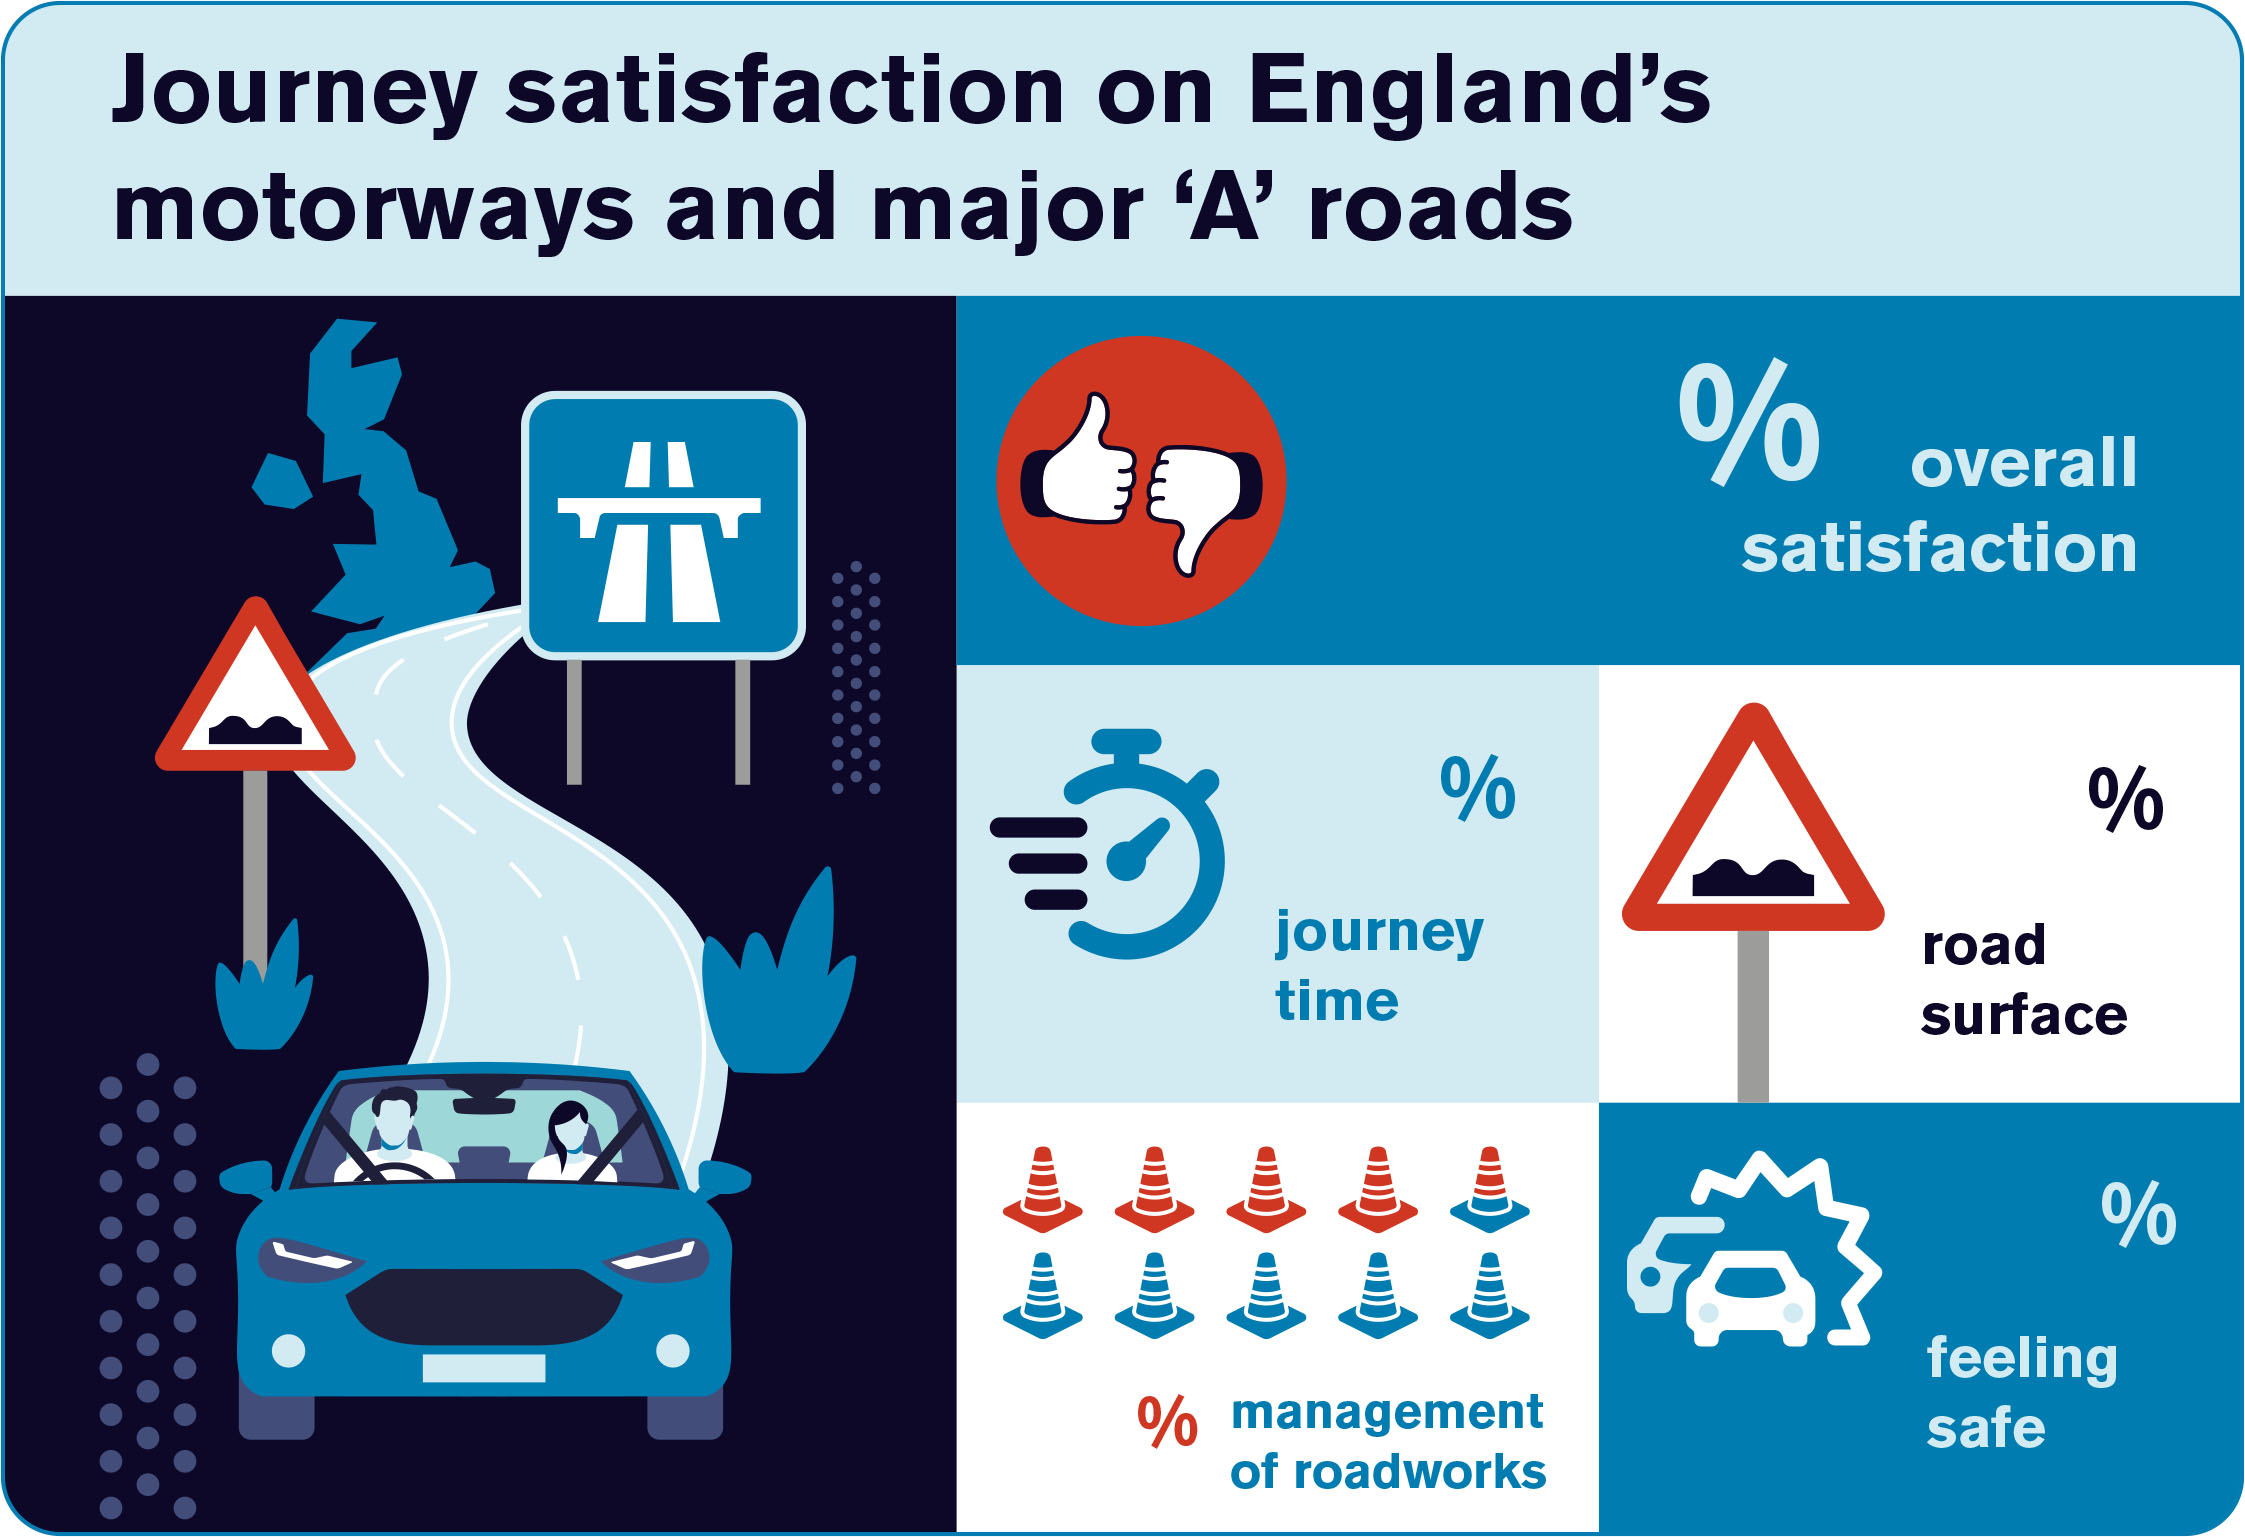 Journey satisfaction on England’s
motorways and major ‘A’ roads
% overall
satisfaction
%
journey
time
%
road
surface
% management
of roadworks
%
feeling
safe